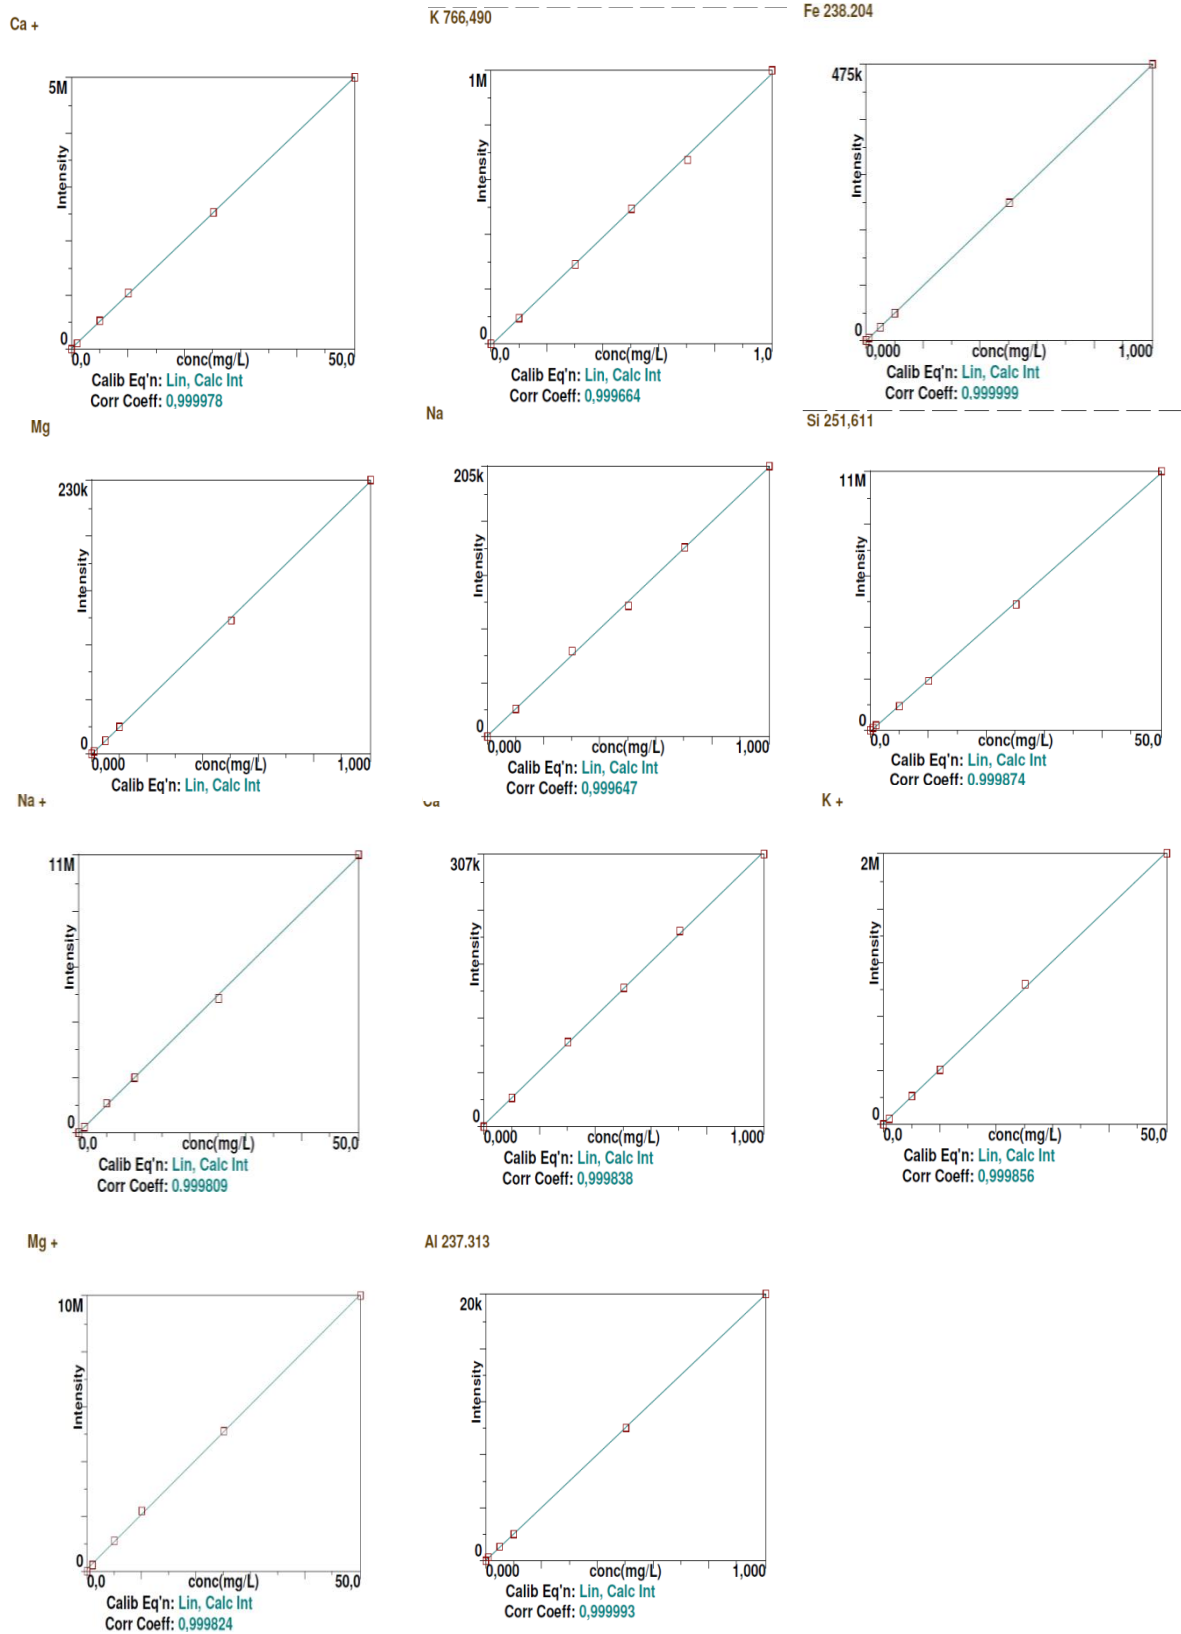 Ca +
5M
Intensity
0
0,0 conc(mg/L) 50,0
Calib Eq'n: Lin, Calc Int
Corr Coeff: 0,999978
K 766,490
1M
Intensity
0
0,0 conc(mg/L) 1,0
Calib Eq'n: Lin, Calc Int
Corr Coeff: 0,999664
Fe 238.204
475k
Intensity
0
0,000 conc(mg/L) 1,000
Calib Eq'n: Lin, Calc Int
Corr Coeff: 0.999999
Mg
230k
Intensity
0
0,000 conc(mg/L) 1,000
Calib Eq'n: Lin, Calc Int
Na
205k
Intensity
0
0,000 conc(mg/L) 1,000
Calib Eq'n: Lin, Calc Int
Corr Coeff: 0,999647
Si 251,611
11M
Intensity
0
0,0 conc(mg/L) 50,0
Calib Eq'n: Lin, Calc Int
Corr Coeff: 0.999874
Na +
11M
Intensity
0
0,0 conc(mg/L) 50,0
Calib Eq'n: Lin, Calc Int
Corr Coeff: 0.999809
Ca
307k
Intensity
0
0,000 conc(mg/L) 1,000
Calib Eq'n: Lin, Calc Int
Corr Coeff: 0,999838
K +
2M
Intensity
0
0,0 conc(mg/L) 50,0
Calib Eq'n: Lin, Calc Int
Corr Coeff: 0,999856
Mg +
10M
Intensity
0
0,0 conc(mg/L) 50,0
Calib Eq'n: Lin, Calc Int
Corr Coeff: 0,999824
Al 237.313
20k
Intensity
0
0,000 conc(mg/L) 1,000
Calib Eq'n: Lin, Calc Int
Corr Coeff: 0,999993